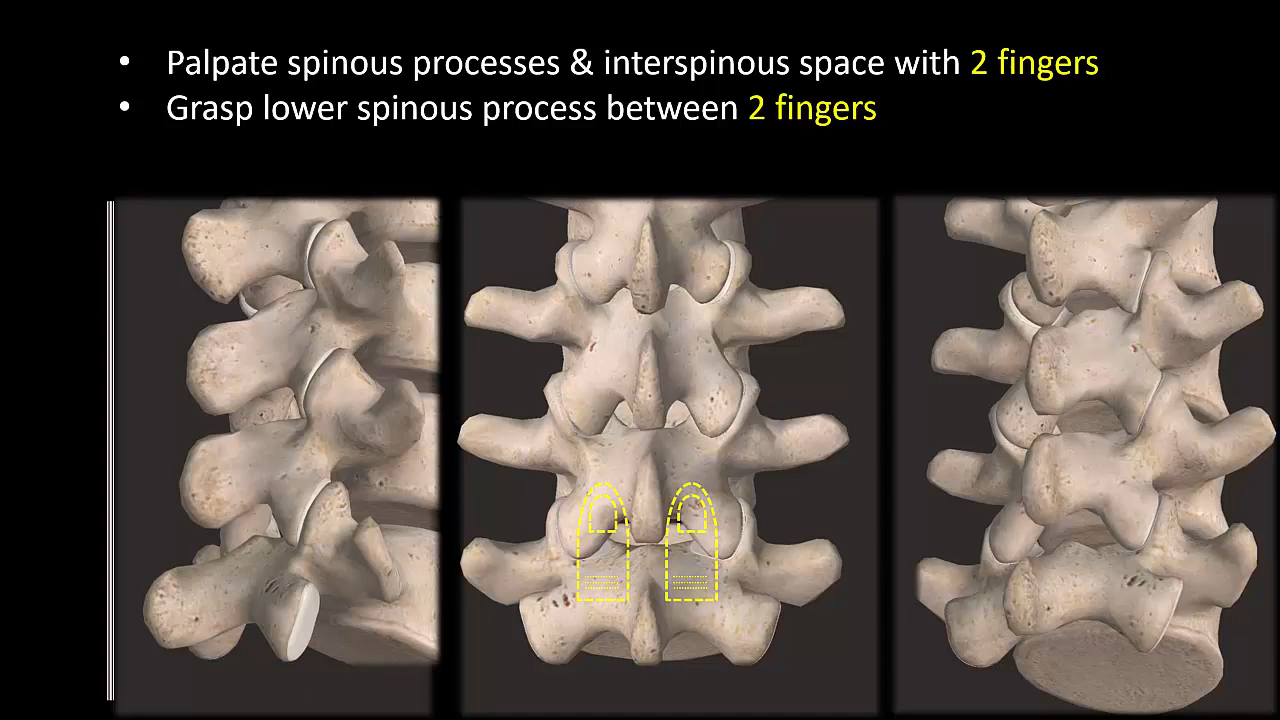 • Palpate spinous processes & interspinous space with 2 fingers
• Grasp lower spinous process between 2 fingers